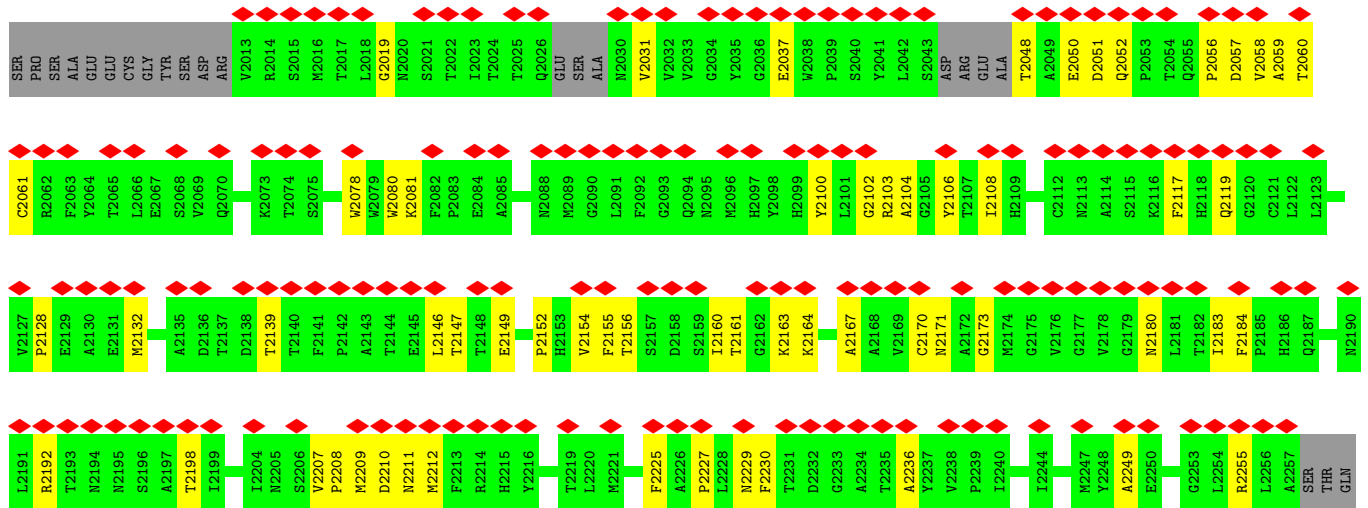 SER PRO SER ALA GLU GLU CYS GLY TYR SER ASP ARG V2013 R2014 S2015 M2016 T2017 L2018 G2019 N2020 S2021 T2022 I2023 T2024 T2025 Q2026 GLU SER ALA N2030 V2031 V2032 V2033 G2034 Y2035 G2036 E2037 W2038 P2039 S2040 Y2041 L2042 S2043 ASP ARG GLU ALA T2048 A2049 E2050 D2051 Q2052 P2053 T2054 Q2055 P2056 D2057 V2058 A2059 T2060
C2061 R2062 F2063 Y2064 T2065 L2066 E2067 S2068 V2069 Q2070 K2073 T2074 S2075 W2078 W2079 W2080 K2081 F2082 P2083 E2084 A2085 N2088 M2089 G2090 L2091 F2092 G2093 Q2094 N2095 M2096 H2097 Y2098 H2099 Y2100 L2101 G2102 R2103 A2104 G2105 Y2106 T2107 I2108 H2109 C2112 N2113 A2114 S2115 K2116 F2117 H2118 Q2119 G2120 C2121 L2122 L2123
V2127 P2128 E2129 A2130 E2131 M2132 A2135 D2136 T2137 D2138 T2139 T2140 F2141 P2142 A2143 T2144 E2145 L2146 T2147 T2148 E2149 P2152 H2153 V2154 F2155 T2156 S2157 D2158 S2159 I2160 T2161 G2162 K2163 K2164 A2167 A2168 V2169 C2170 N2171 A2172 G2173 M2174 G2175 V2176 G2177 V2178 G2179 N2180 L2181 T2182 I2183 F2184 P2185 H2186 Q2187 N2190
L2191 R2192 T2193 N2194 N2195 S2196 A2197 T2198 I2199 I2204 N2205 S2206 V2207 P2208 M2209 D2210 N2211 M2212 F2213 R2214 H2215 Y2216 T2219 L2220 M2221 F2225 A2226 P2227 L2228 N2229 F2230 T2231 D2232 G2233 A2234 T2235 A2236 Y2237 V2238 P2239 I2240 I2244 M2247 Y2248 A2249 E2250 G2253 L2254 R2255 L2256 A2257 SER THR GLN